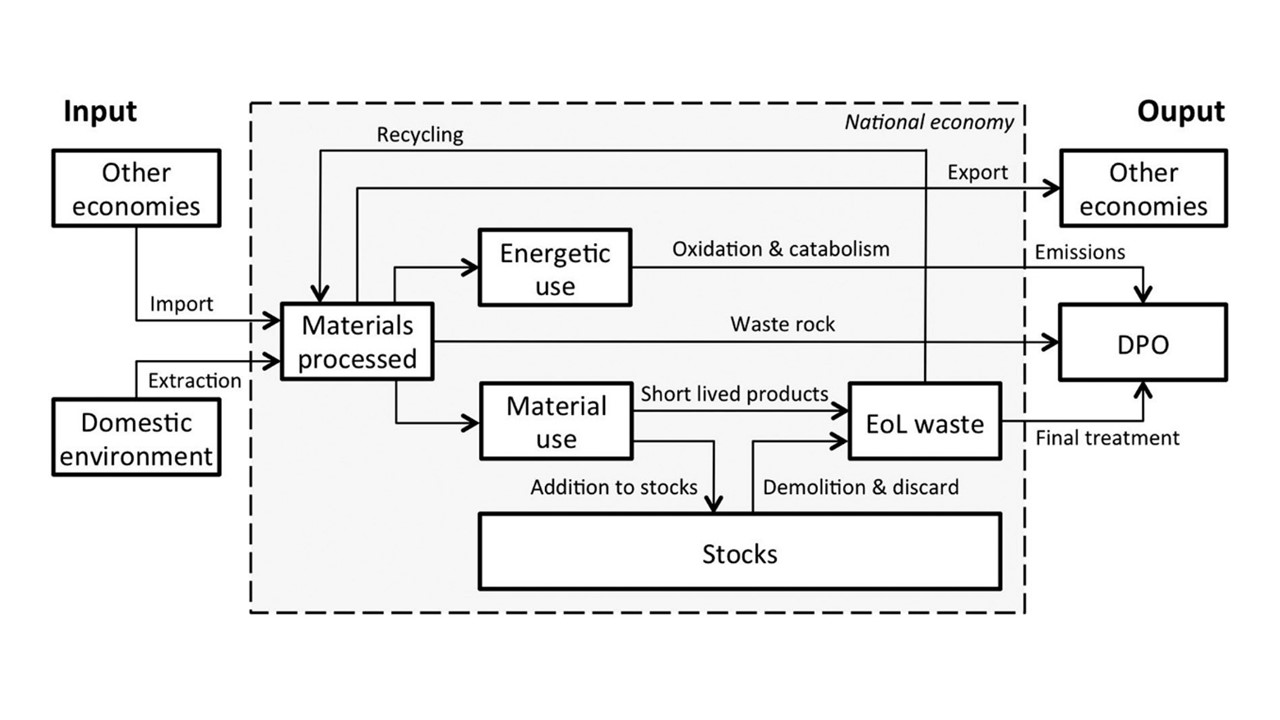 Input
Ouput
National economy
Recycling
Export
Other
economies
Other
economies
Energetic
use
Oxidation & catabolism
Emissions
Import
Materials
processed
Waste rock
DPO
Extraction
Domestic
environment
Material
use
Short lived products
EoL waste
Final treatment
Addition to stocks
Demolition & discard
Stocks